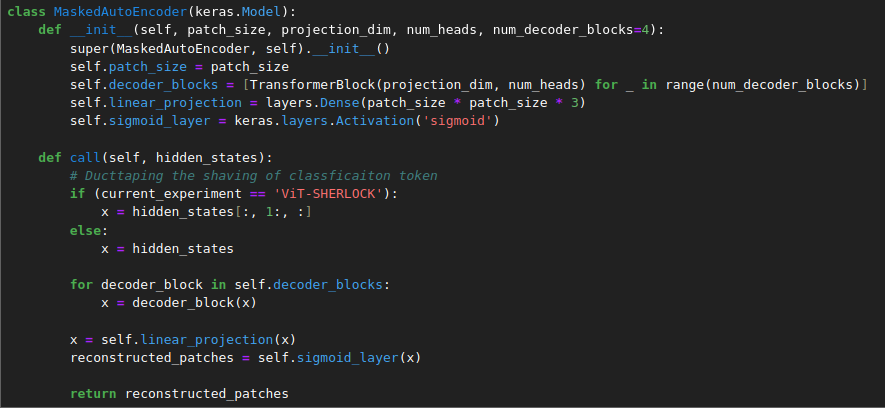 class MaskedAutoEncoder(keras.Model):
    def __init__(self, patch_size, projection_dim, num_heads, num_decoder_blocks=4):
        super(MaskedAutoEncoder, self).__init__()
        self.patch_size = patch_size
        self.decoder_blocks = [TransformerBlock(projection_dim, num_heads) for _ in range(num_decoder_blocks)]
        self.linear_projection = layers.Dense(patch_size * patch_size * 3)
        self.sigmoid_layer = keras.layers.Activation('sigmoid')

    def call(self, hidden_states):
        # Ducttaping the shaving of classficaiton token
        if (current_experiment == 'ViT-SHERLOCK'):
            x = hidden_states[:, 1:, :]
        else:
            x = hidden_states

        for decoder_block in self.decoder_blocks:
            x = decoder_block(x)

        x = self.linear_projection(x)
        reconstructed_patches = self.sigmoid_layer(x)

        return reconstructed_patches